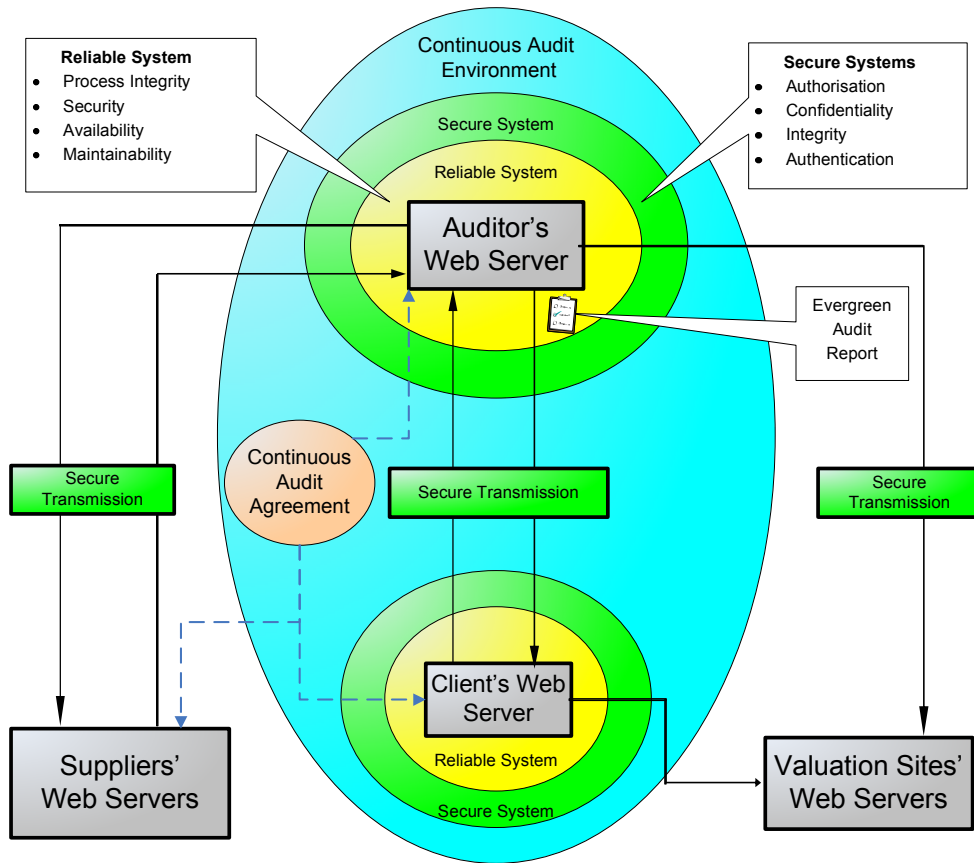 Reliable System
• Process Integrity
• Security
• Availability
• Maintainability
Continuous Audit
Environment
Secure Systems
• Authorisation
• Confidentiality
• Integrity
• Authentication
Secure System
Reliable System
Auditor's
Web Server
Evergreen
Audit
Report
Continuous
Audit
Agreement
Secure
Transmission
Secure Transmission
Secure
Transmission
Client's Web
Server
Reliable System
Secure System
Suppliers'
Web Servers
Valuation Sites'
Web Servers